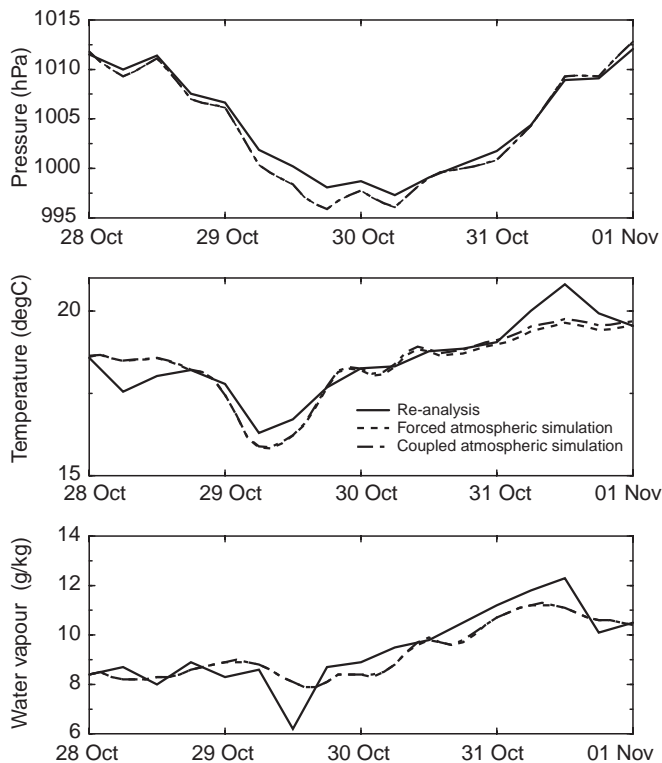 Pressure (hPa)
1015
1010
1005
1000
995
28 Oct 29 Oct 30 Oct 31 Oct 01 Nov
Temperature (degC)
20
15
Re-analysis
Forced atmospheric simulation
Coupled atmospheric simulation
28 Oct 29 Oct 30 Oct 31 Oct 01 Nov
Water vapour (g/kg)
14
12
10
8
6
28 Oct 29 Oct 30 Oct 31 Oct 01 Nov